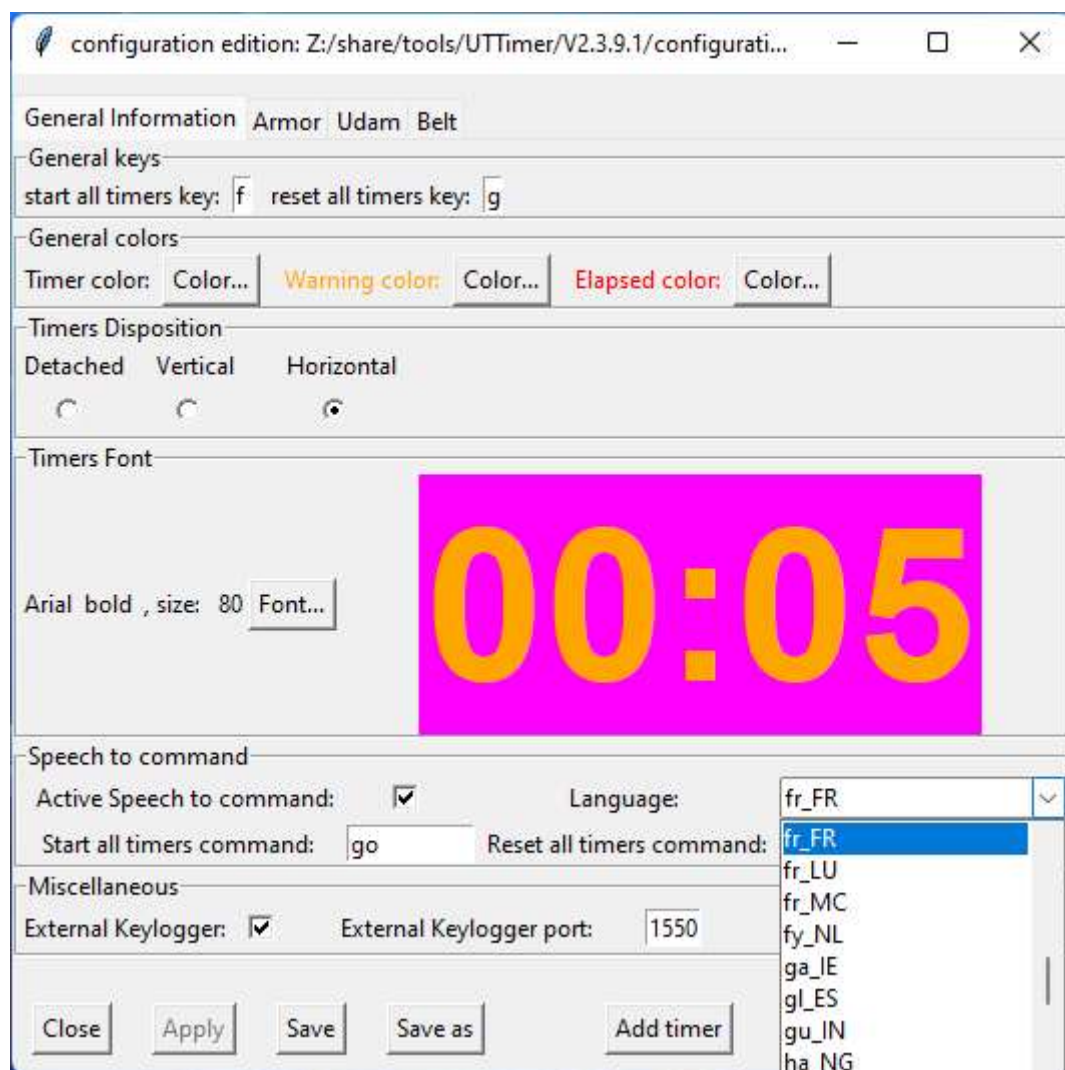 configuration edition: Z:/share/tools/UTTimer/V2.3.9.1/configurati...
General Information Armor Udam Belt
General keys
start all timers key: f reset all timers key: g
General colors
Timer color: Color... Warning color: Color... Elapsed color: Color...
Timers Disposition
Detached Vertical Horizontal
Timers Font
00:05
Arial bold , size: 80 Font...
Speech to command
Active Speech to command: Language: fr_FR
Start all timers command: go Reset all timers command:
fr_FR
fr_LU
fr_MC
fy_NL
ga_IE
gl_ES
gu_IN
ha_NG
Miscellaneous
External Keylogger: External Keylogger port: 1550
Close Apply Save Save as Add timer